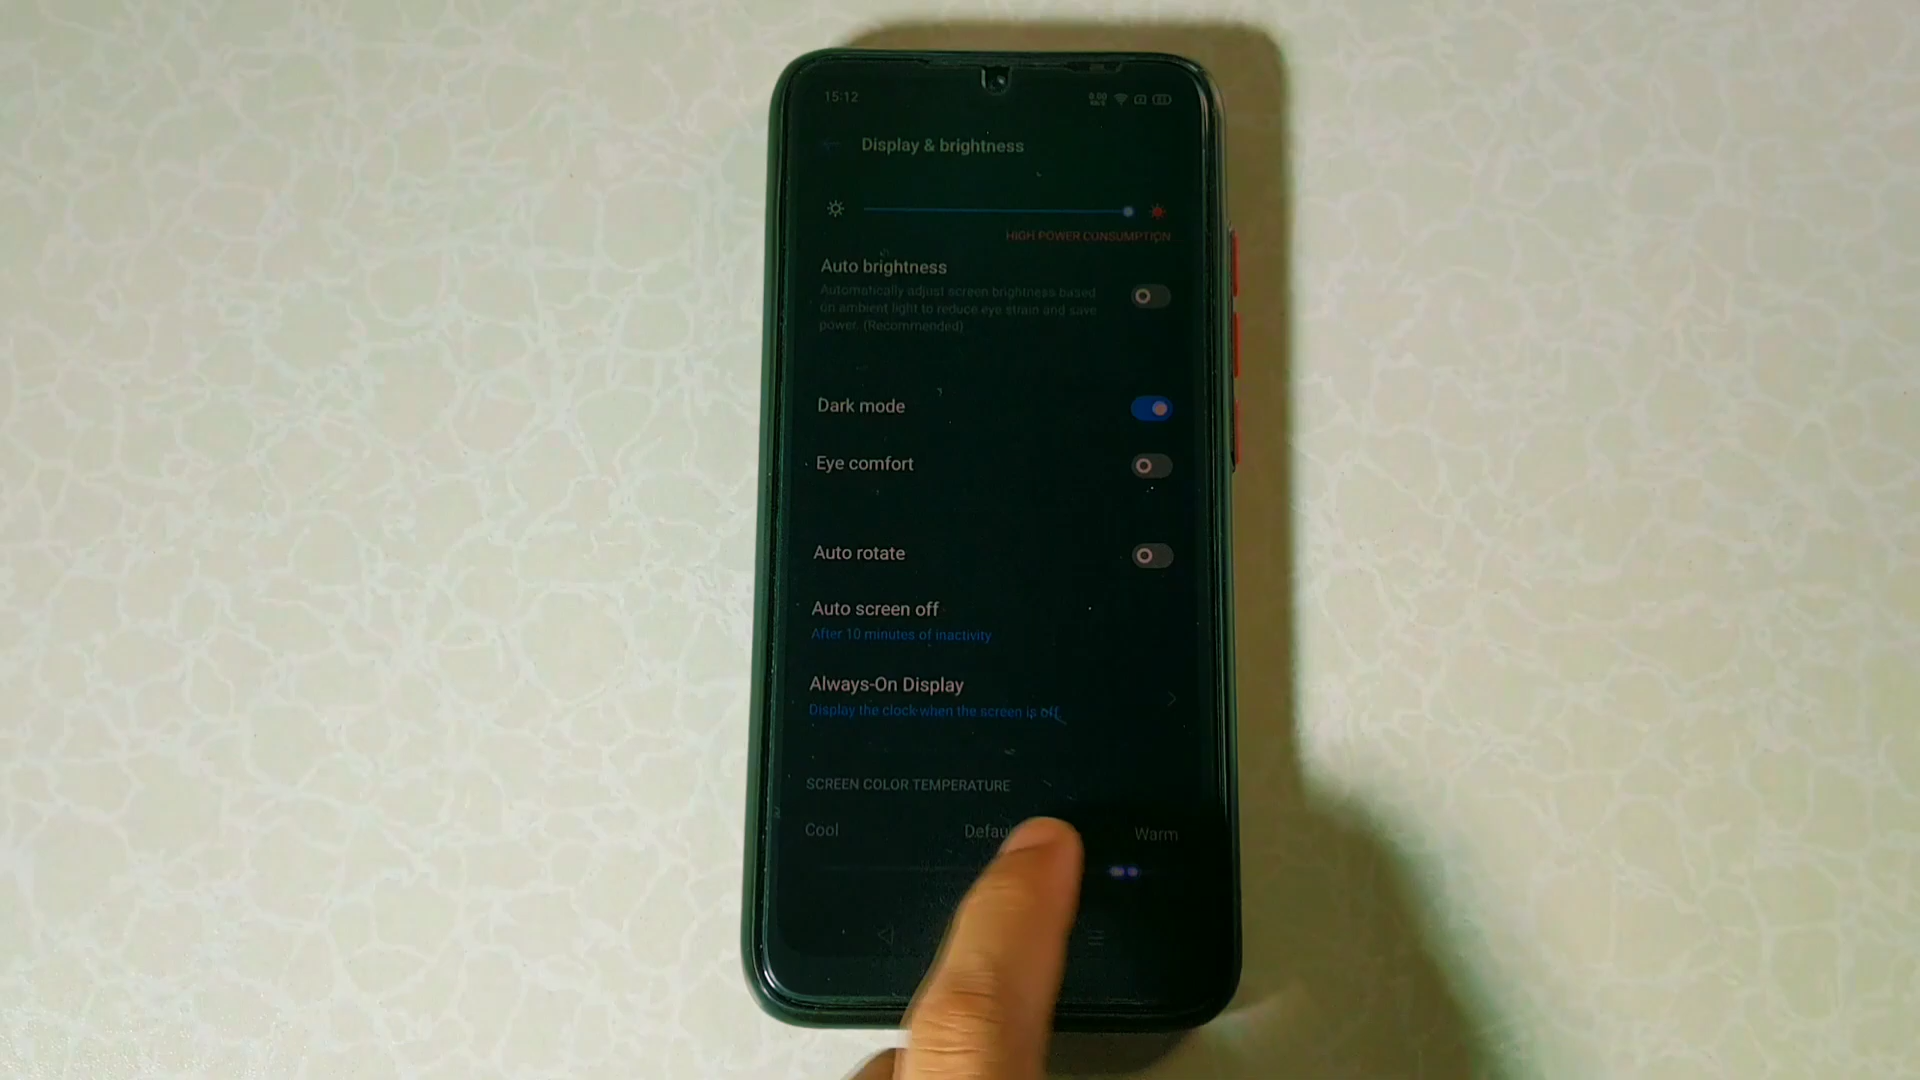 15:12
0.00
Display & brightness
HIGH POWER CONSUMPTION
Auto brightness
Automatically adjust screen brightness based
on ambient light to reduce eye strain and save
power. (Recommended)
Dark mode
Eye comfort
Auto rotate
Auto screen off
After 10 minutes of inactivity
Always-On Display
Display the clock when the screen is off
SCREEN COLOR TEMPERATURE
Cool Defau Warm